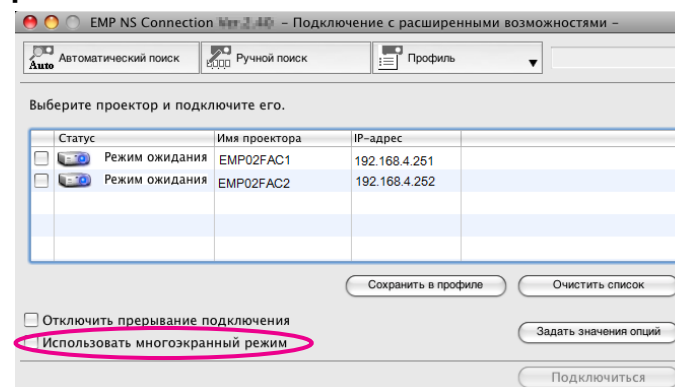 EMP NS Connection – Подключение с расширенными возможностями –
Auto Автоматический поиск Ручной поиск Профиль
Выберите проектор и подключите его.
Статус Имя проектора IP-адрес
Режим ожидания EMP02FAC1 192.168.4.251
Режим ожидания EMP02FAC2 192.168.4.252
Сохранить в профиле Очистить список
Отключить прерывание подключения
Задать значения опций
Использовать многоэкранный режим
Подключиться